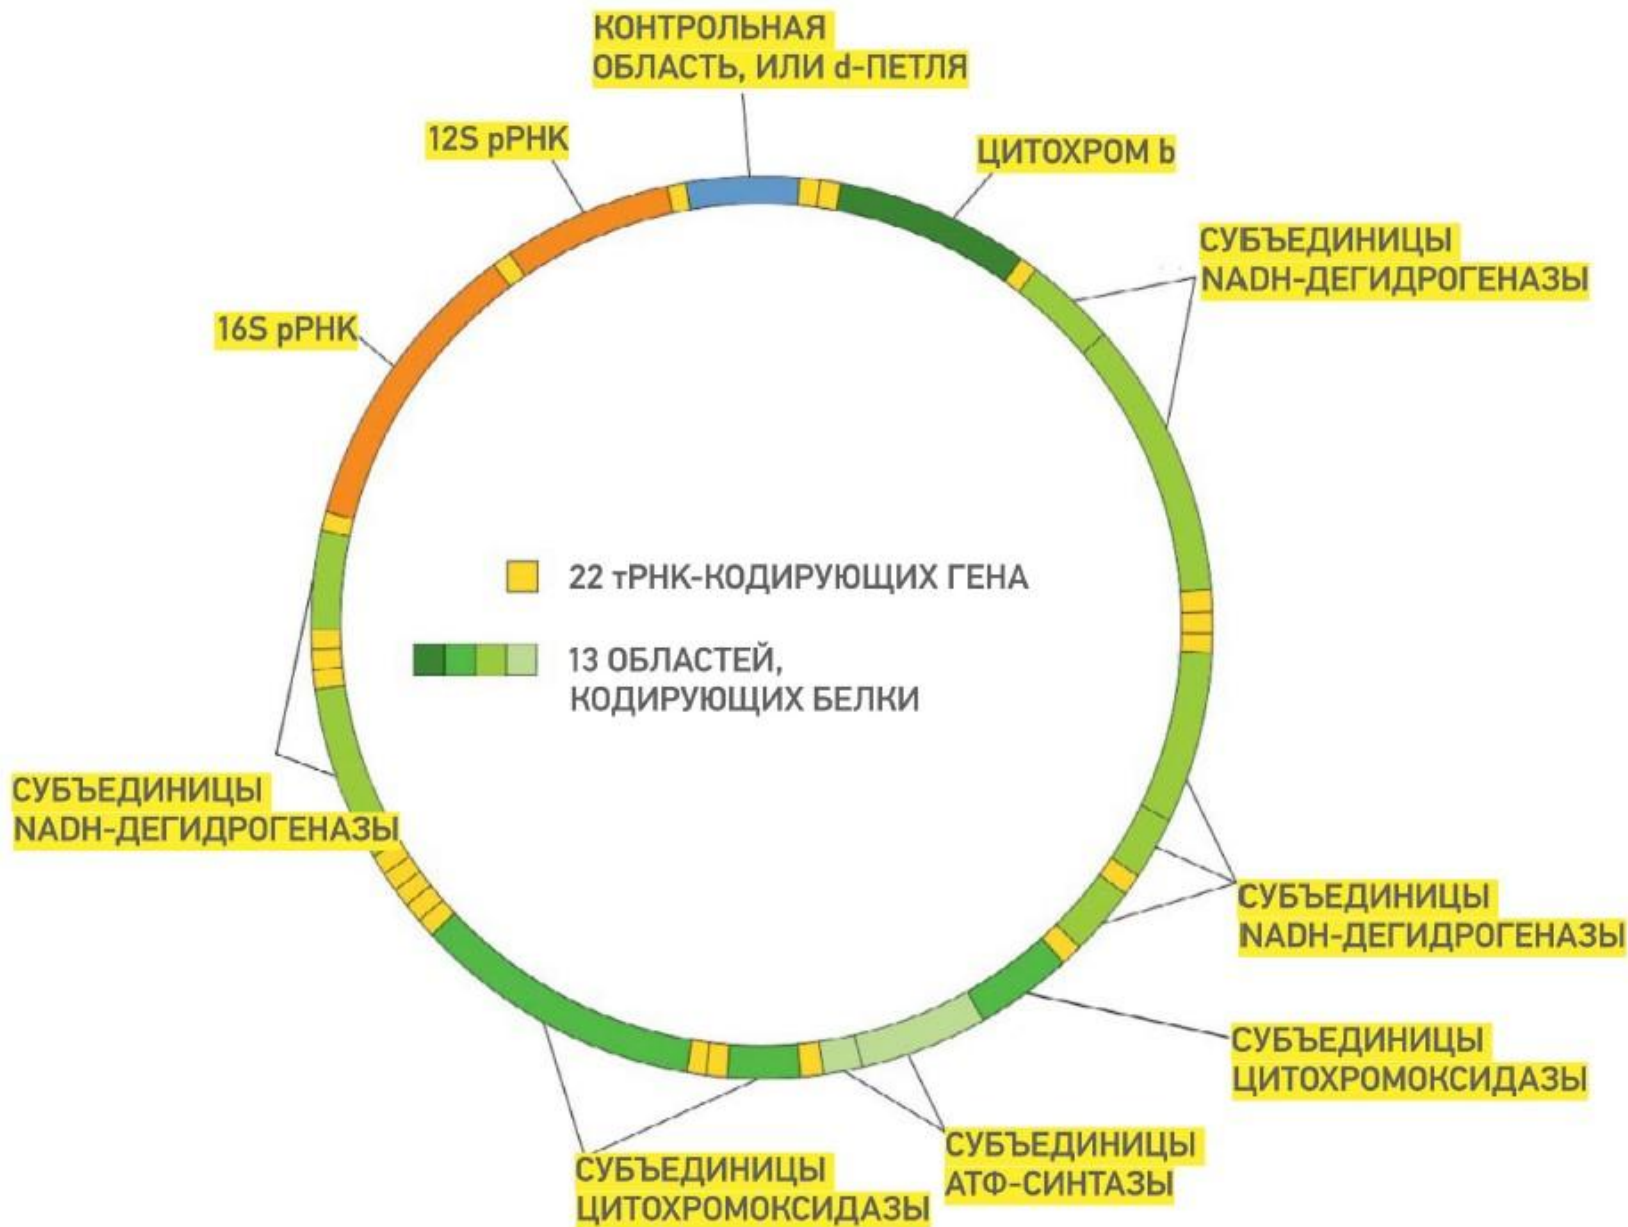 КОНТРОЛЬНАЯ
ОБЛАСТЬ, ИЛИ d-ПЕТЛЯ
12S рРНК
ЦИТОХРОМ b
СУБЪЕДИНИЦЫ
NADH-ДЕГИДРОГЕНАЗЫ
16S рРНК
22 тРНК-КОДИРУЮЩИХ ГЕНА
13 ОБЛАСТЕЙ,
КОДИРУЮЩИХ БЕЛКИ
СУБЪЕДИНИЦЫ
NADH-ДЕГИДРОГЕНАЗЫ
СУБЪЕДИНИЦЫ
NADH-ДЕГИДРОГЕНАЗЫ
СУБЪЕДИНИЦЫ
ЦИТОХРОМОКСИДАЗЫ
СУБЪЕДИНИЦЫ
АТФ-СИНТАЗЫ
СУБЪЕДИНИЦЫ
ЦИТОХРОМОКСИДАЗЫ